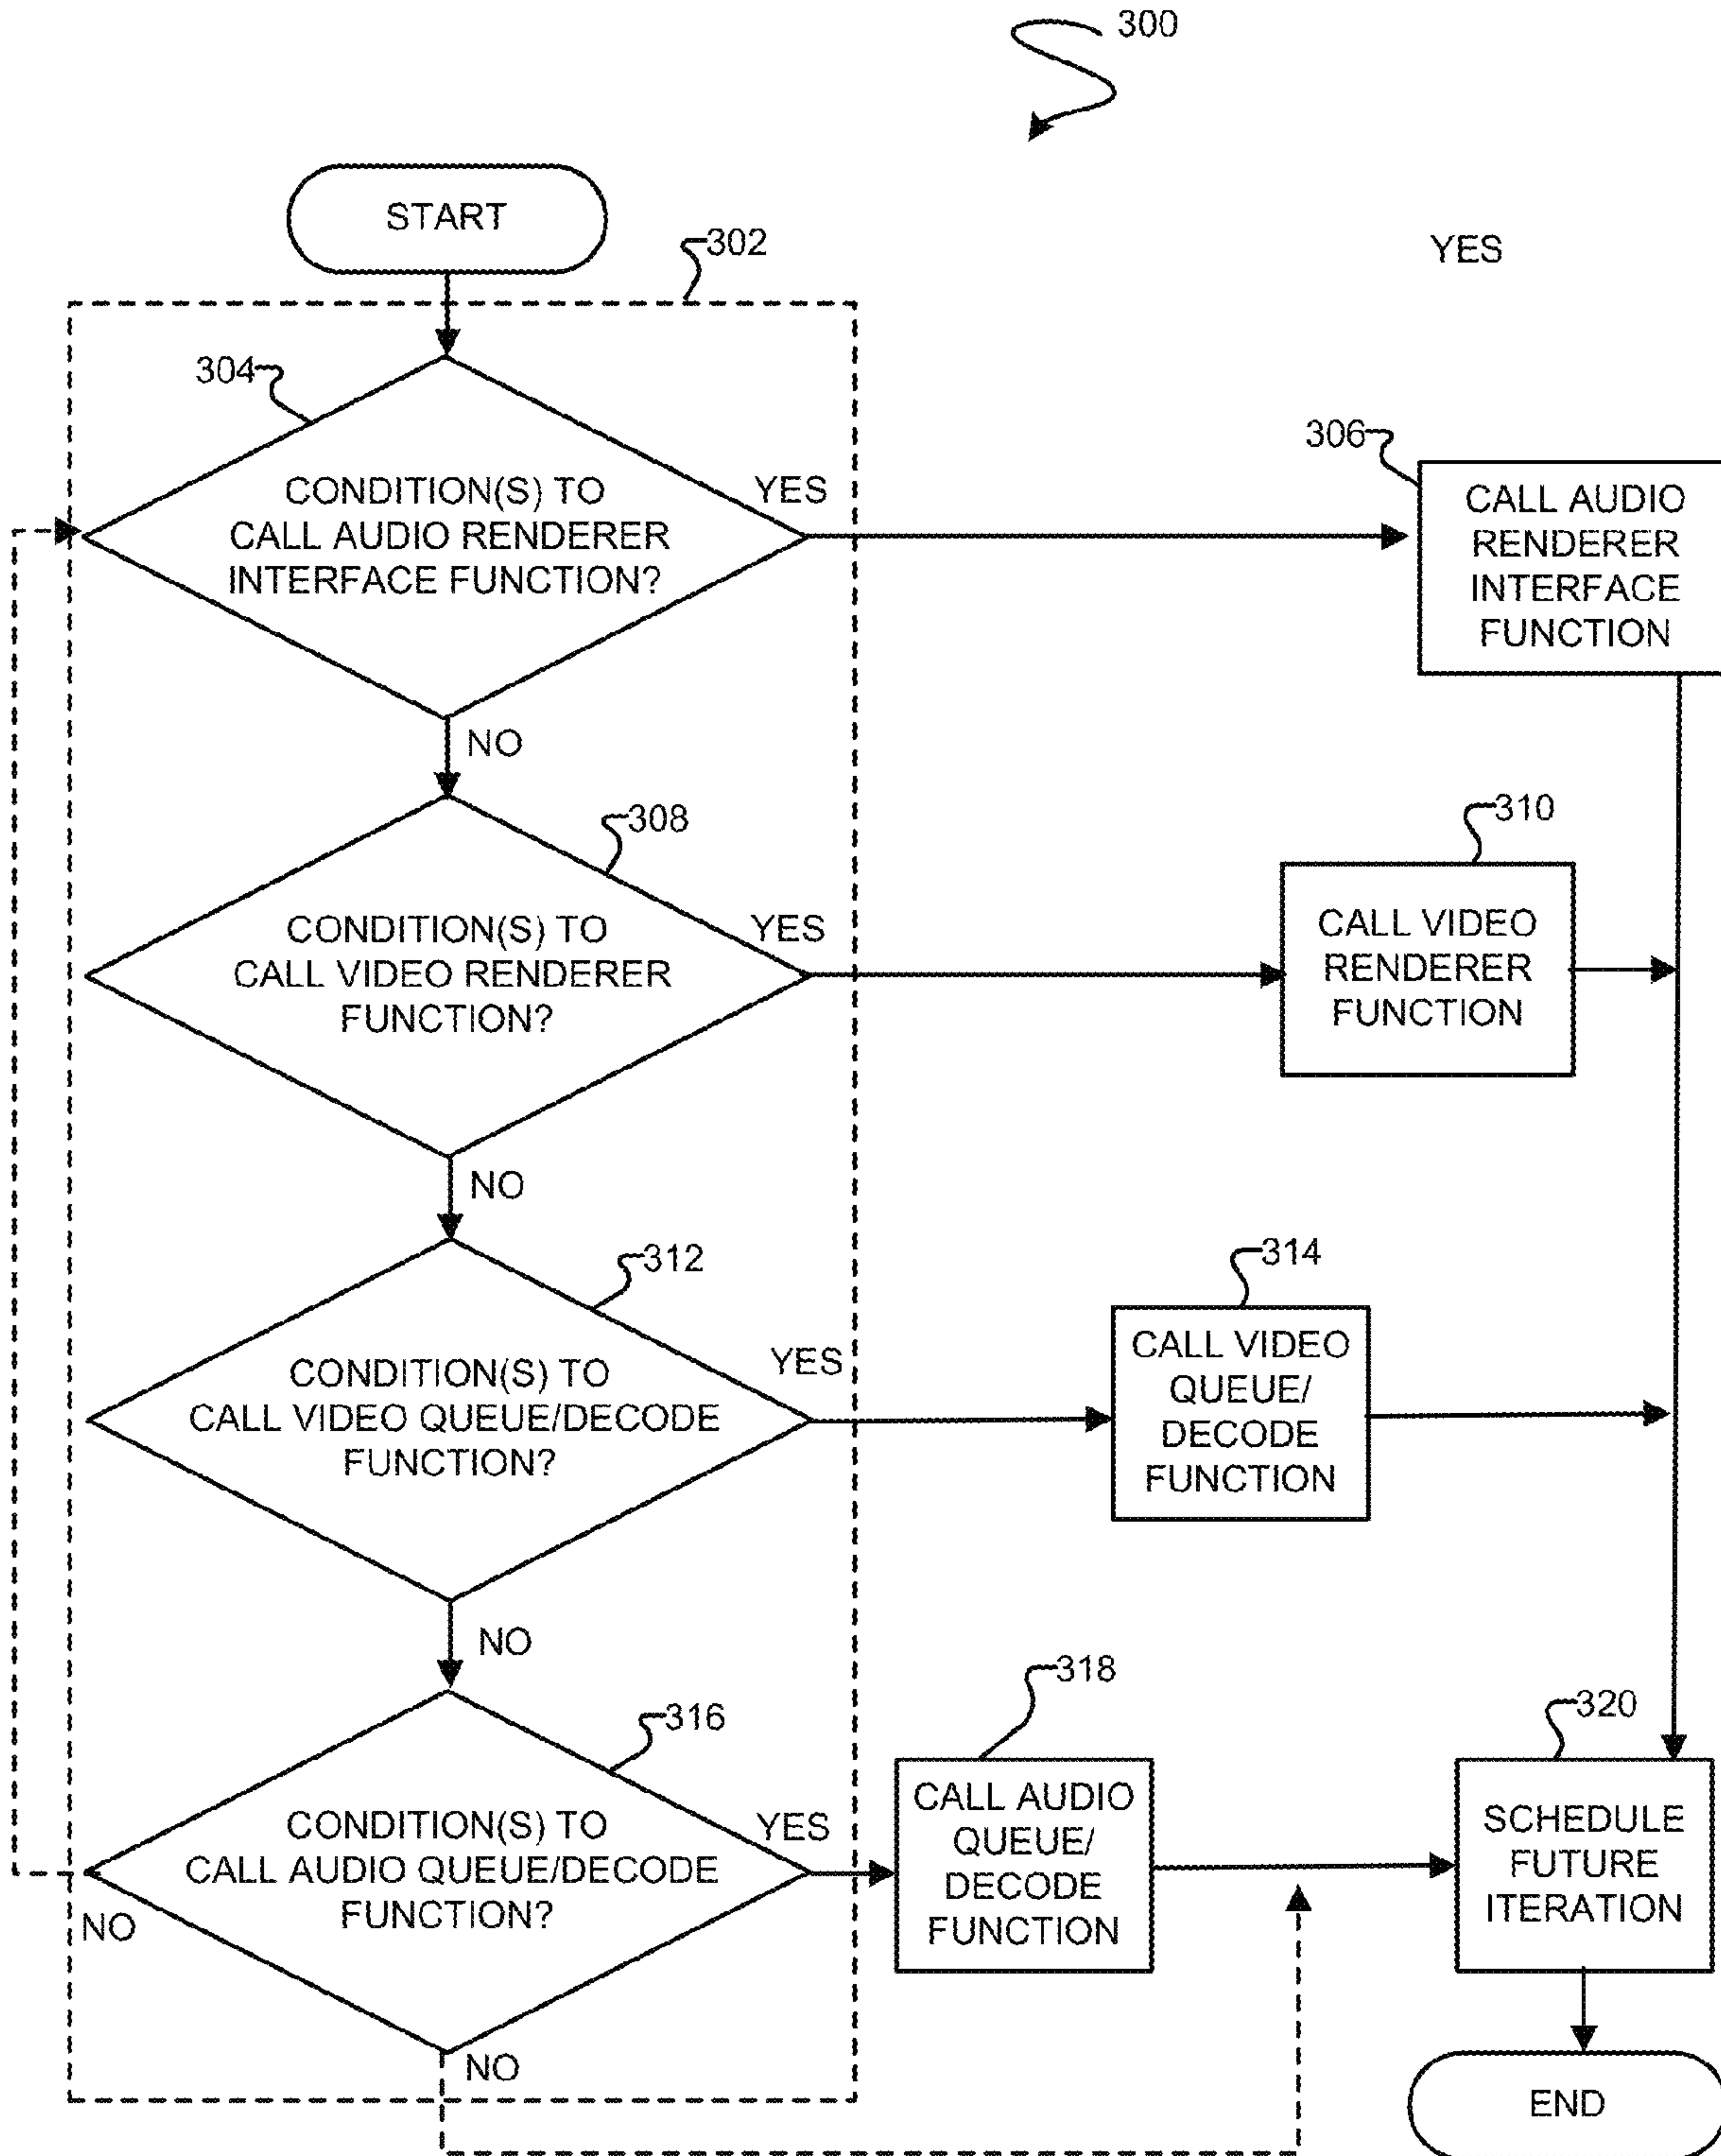 300
START
302
YES
304
CONDITION(S) TO
CALL AUDIO RENDERER
INTERFACE FUNCTION?
YES
306
CALL AUDIO
RENDERER
INTERFACE
FUNCTION
NO
308
CONDITION(S) TO
CALL VIDEO RENDERER
FUNCTION?
YES
310
CALL VIDEO
RENDERER
FUNCTION
NO
312
CONDITION(S) TO
CALL VIDEO QUEUE/DECODE
FUNCTION?
YES
314
CALL VIDEO
QUEUE/
DECODE
FUNCTION
NO
316
CONDITION(S) TO
CALL AUDIO QUEUE/DECODE
FUNCTION?
YES
NO
NO
318
CALL AUDIO
QUEUE/
DECODE
FUNCTION
320
SCHEDULE
FUTURE
ITERATION
END